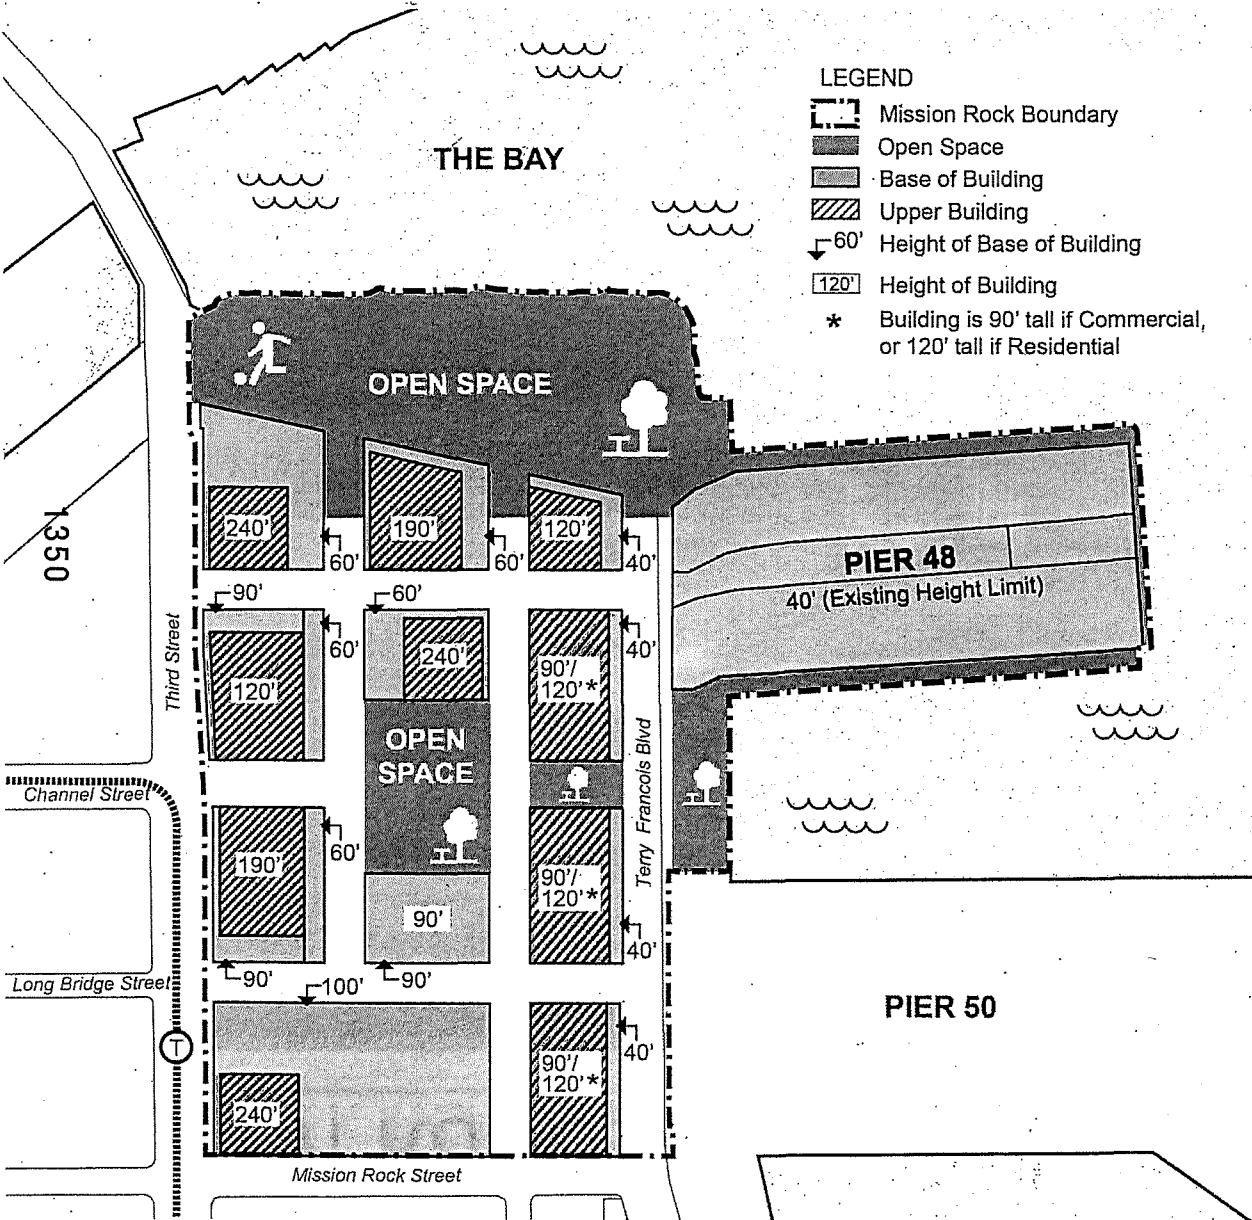 LEGEND
Mission Rock Boundary
Open Space
Base of Building
Upper Building
60' Height of Base of Building
120' Height of Building
* Building is 90' tall if Commercial,
or 120' tall if Residential
THE BAY
OPEN SPACE
240'
190'
120'
60'
60'
40'
PIER 48
40' (Existing Height Limit)
1350
90'
60'
60'
40'
Third Street
120'
240'
90'/
120'*
OPEN
SPACE
Terry Francois Blvd
Channel Street
190'
60'
90'
90'/
120'*
40'
Long Bridge Street
90'
100'
90'
PIER 50
T
40'
90'/
120'*
240'
Mission Rock Street